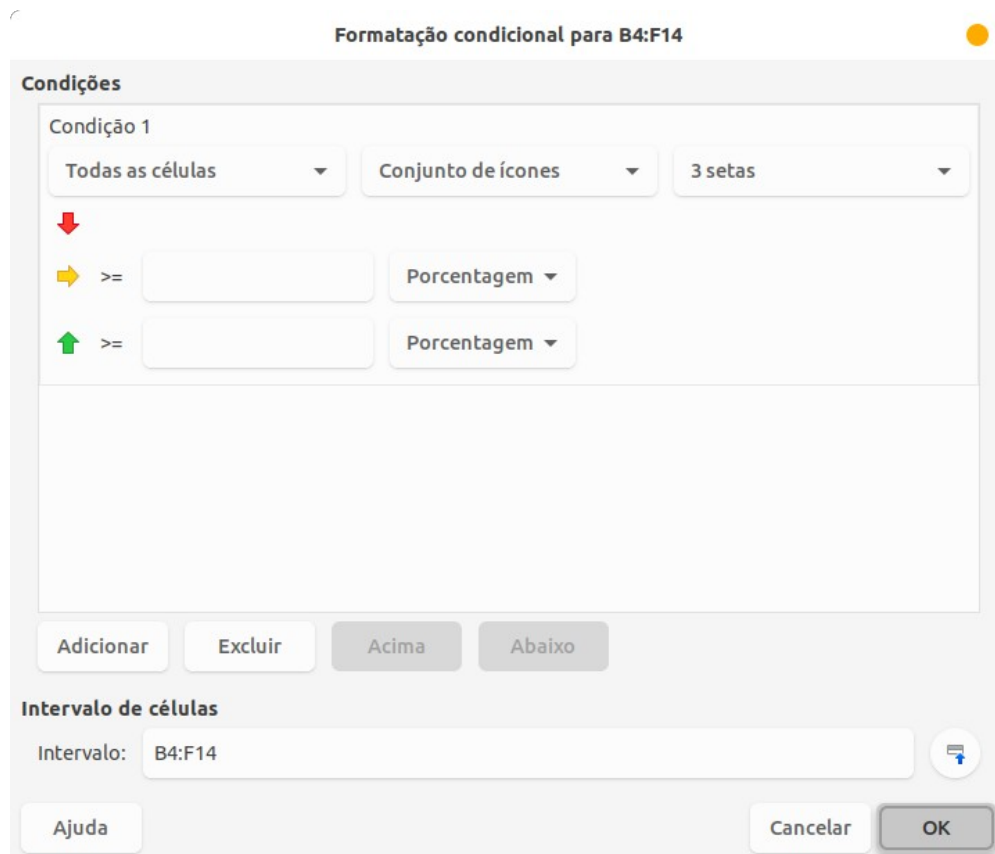 Formatação condicional para B4:F14
Condições
Condição 1
Todas as células Conjunto de ícones 3 setas
>= Porcentagem
>= Porcentagem
Adicionar Excluir Acima Abaixo
Intervalo de células
Intervalo: B4:F14
Ajuda Cancelar OK